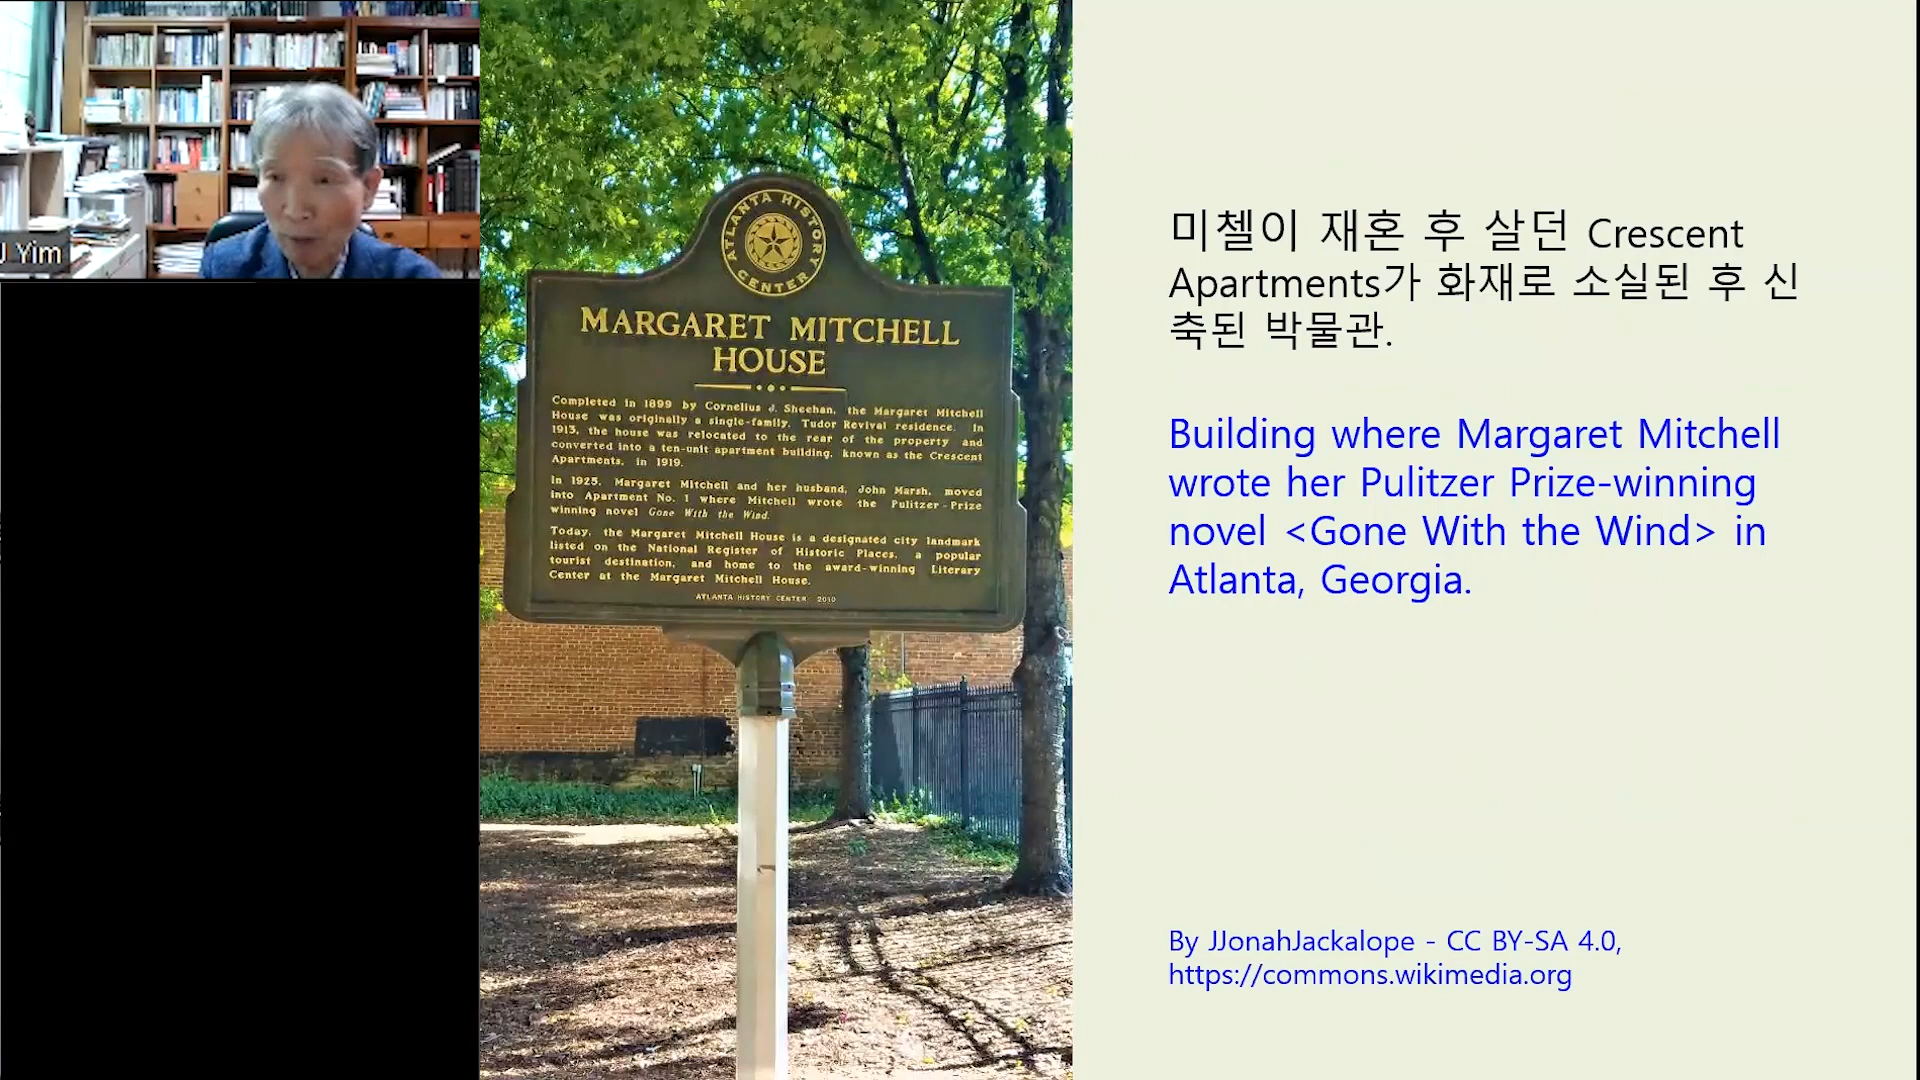 J Yim
ATLANTA HISTORY
CENTER
MARGARET MITCHELL
HOUSE
Completed in 1899 by Cornelius J. Sheehan, the Margaret Mitchell
House was originally a single-family, Tudor Revival residence. In
1913, the house was relocated to the rear of the property and
converted into a ten-unit apartment building, known as the Crescent
Apartments, in 1919.
In 1925, Margaret Mitchell and her husband, John Marsh, moved
into Apartment No. 1 where Mitchell wrote the Pulitzer-Prize
winning novel Gone With the Wind.
Today, the Margaret Mitchell House is a designated city landmark
listed on the National Register of Historic Places, a popular
tourist destination, and home to the award-winning Literary
Center at the Margaret Mitchell House.
ATLANTA HISTORY CENTER 2010
미첼이 재혼 후 살던 Crescent
Apartments가 화재로 소실된 후 신
축된 박물관.
Building where Margaret Mitchell
wrote her Pulitzer Prize-winning
novel <Gone With the Wind> in
Atlanta, Georgia.
By JJonahJackalope - CC BY-SA 4.0,
https://commons.wikimedia.org